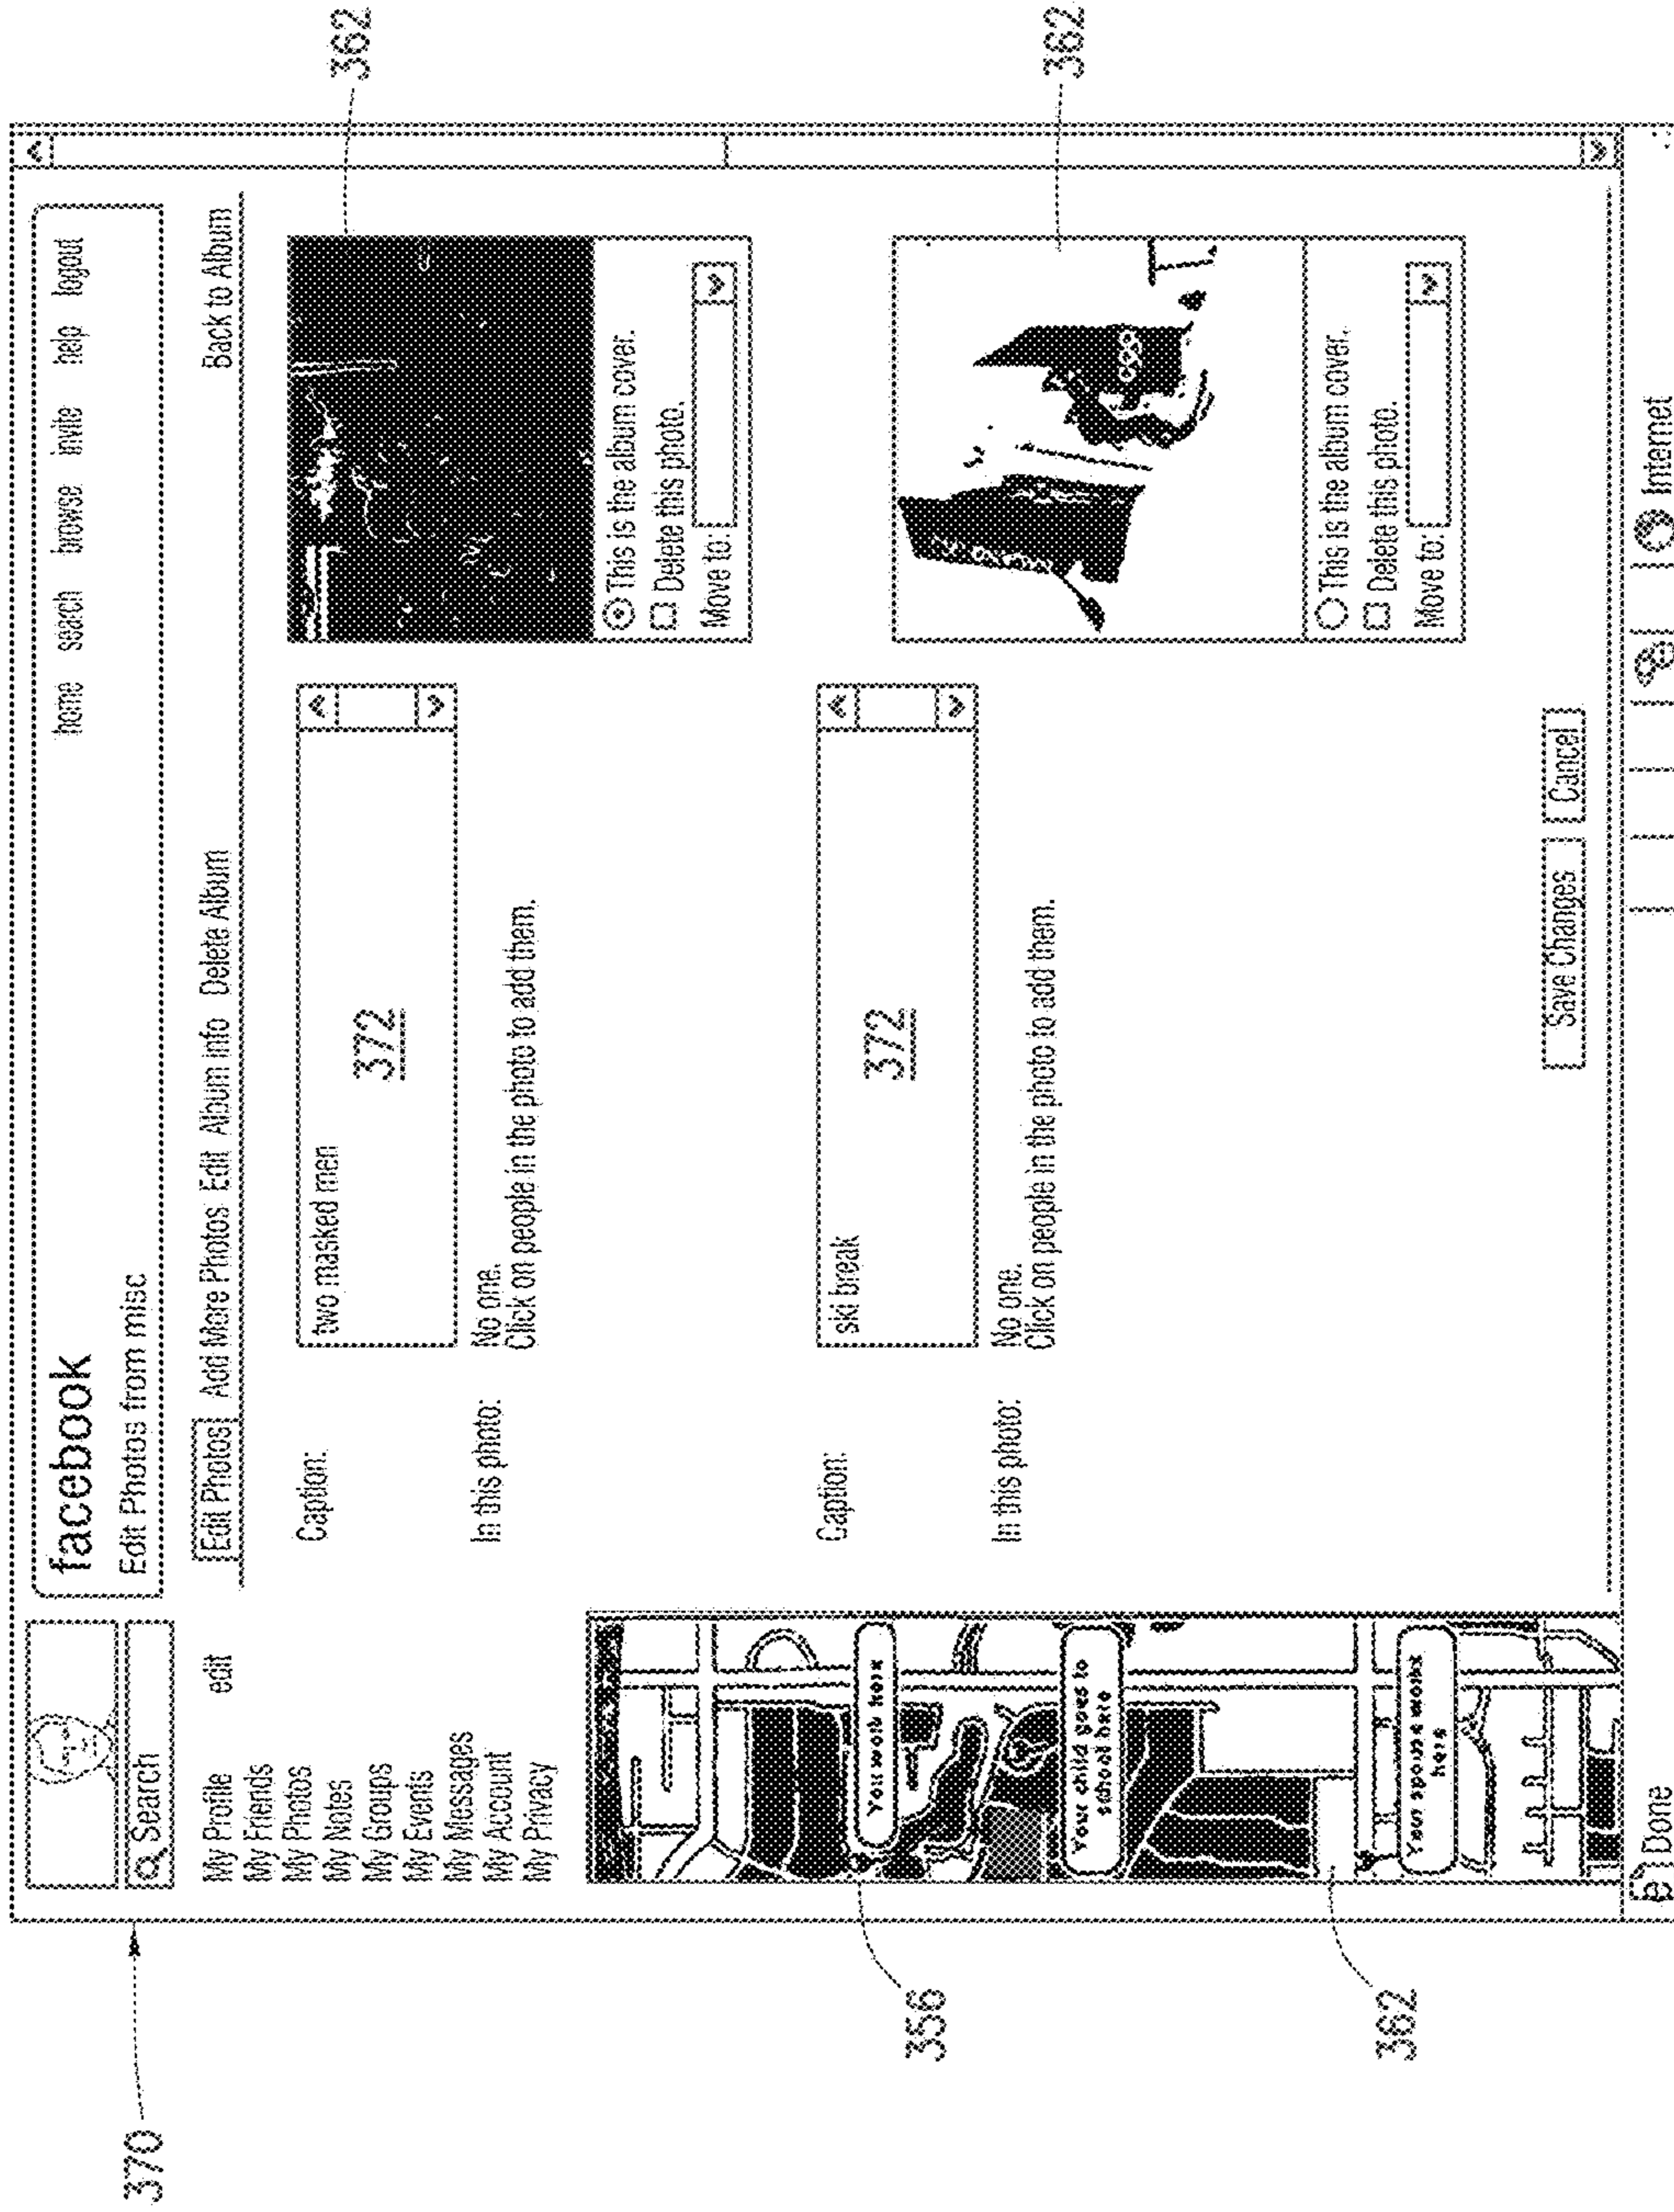 370
facebook
home search browse invite help logout
Edit Photos from misc
Search
Edit Photos Add More Photos Edit Album info Delete Album
Back to Album
My Profile edit
My Friends
My Photos
My Notes
My Groups
My Events
My Messages
My Account
My Privacy
Caption:
two masked men
372
362
In this photo:
No one.
Click on people in the photo to add them.
This is the album cover.
Delete this photo.
Move to:
Caption:
ski break
372
362
In this photo:
No one.
Click on people in the photo to add them.
This is the album cover.
Delete this photo.
Move to:
356
You work here
Your child goes to
school here
362
Your spouse works
here
Save Changes Cancel
Done
Internet